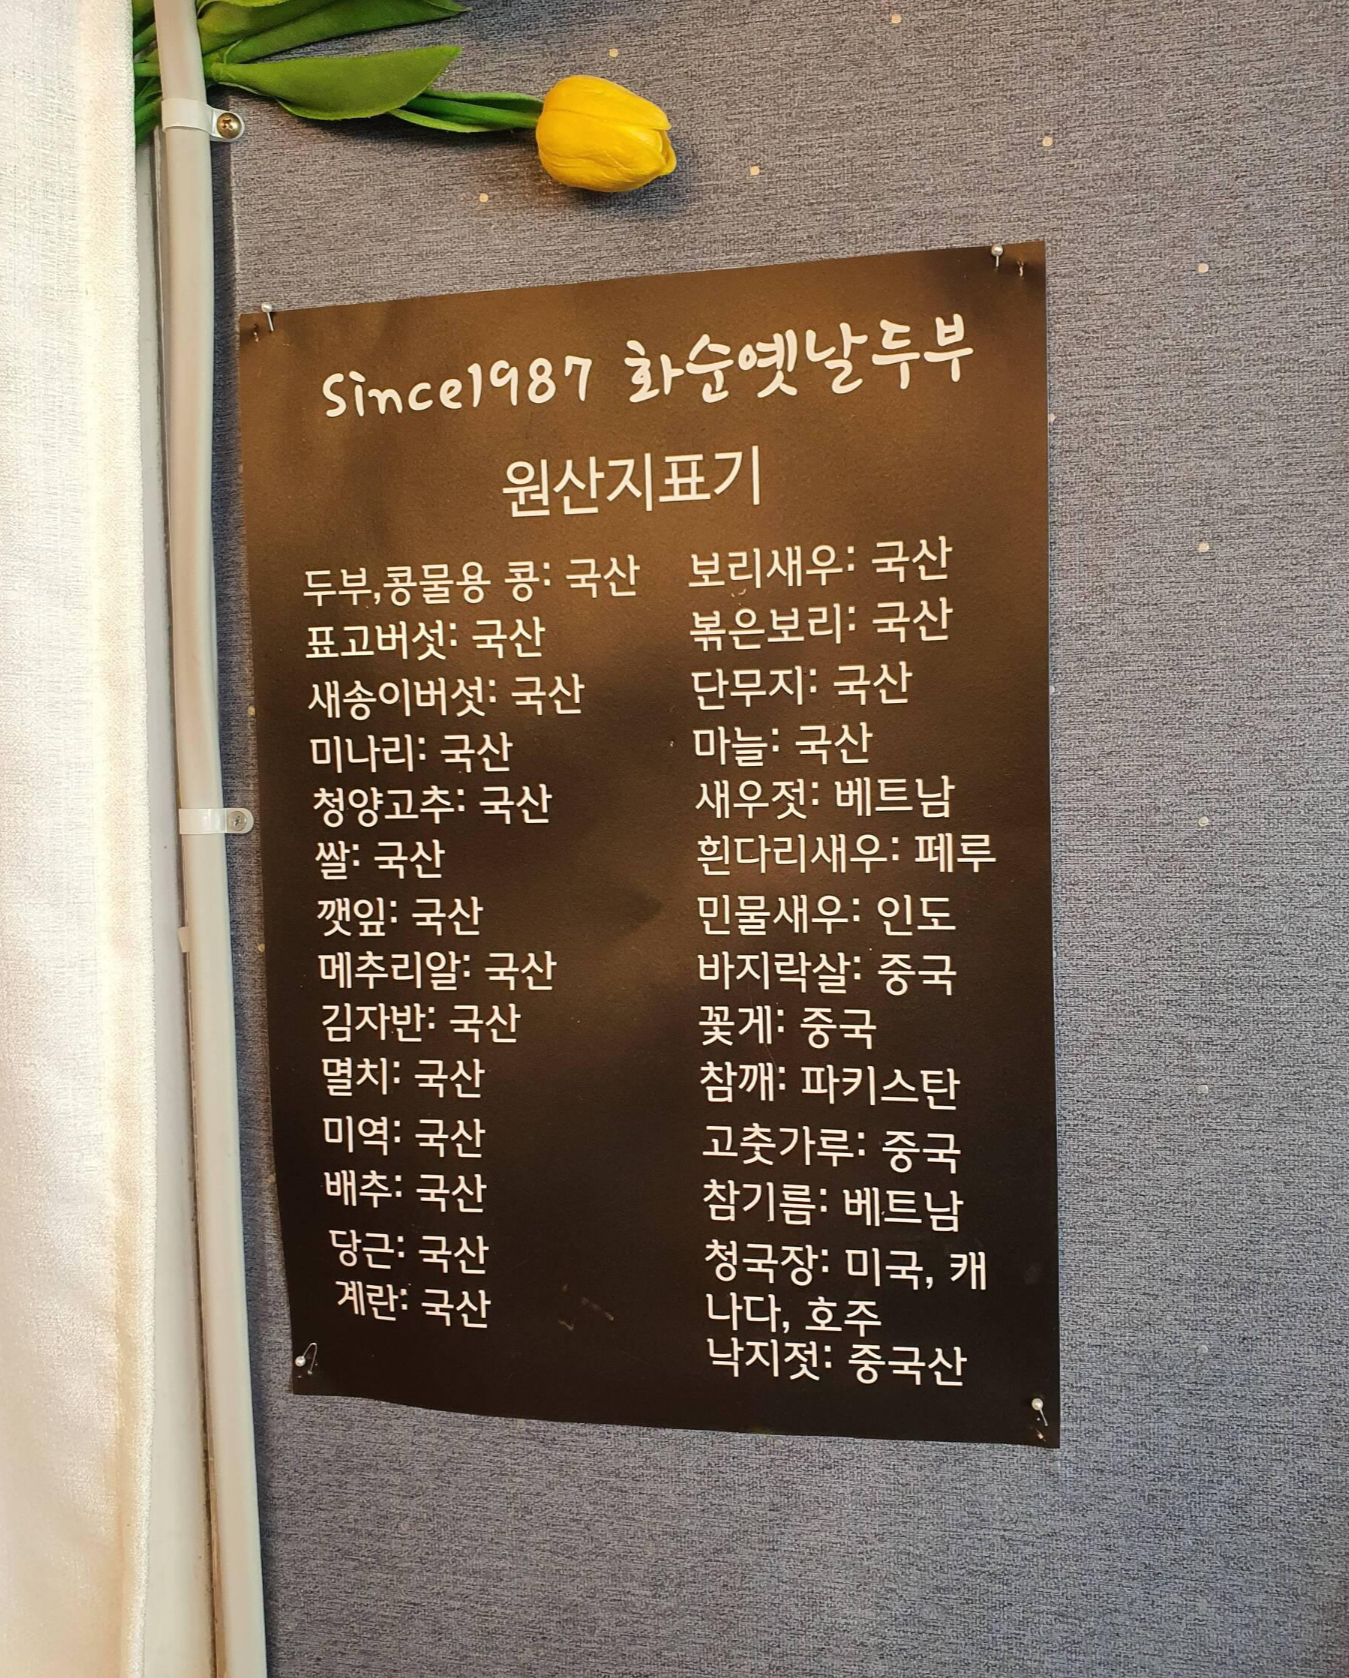 Since1987 화순옛날두부
원산지표기
두부,콩물용 콩: 국산
표고버섯: 국산
새송이버섯: 국산
미나리: 국산
청양고추: 국산
쌀: 국산
깻잎: 국산
메추리알: 국산
김자반: 국산
멸치: 국산
미역: 국산
배추: 국산
당근: 국산
계란: 국산
보리새우: 국산
볶은보리: 국산
단무지: 국산
마늘: 국산
새우젓: 베트남
흰다리새우: 페루
민물새우: 인도
바지락살: 중국
꽃게: 중국
참깨: 파키스탄
고춧가루: 중국
참기름: 베트남
청국장: 미국, 캐
나다, 호주
낙지젓: 중국산